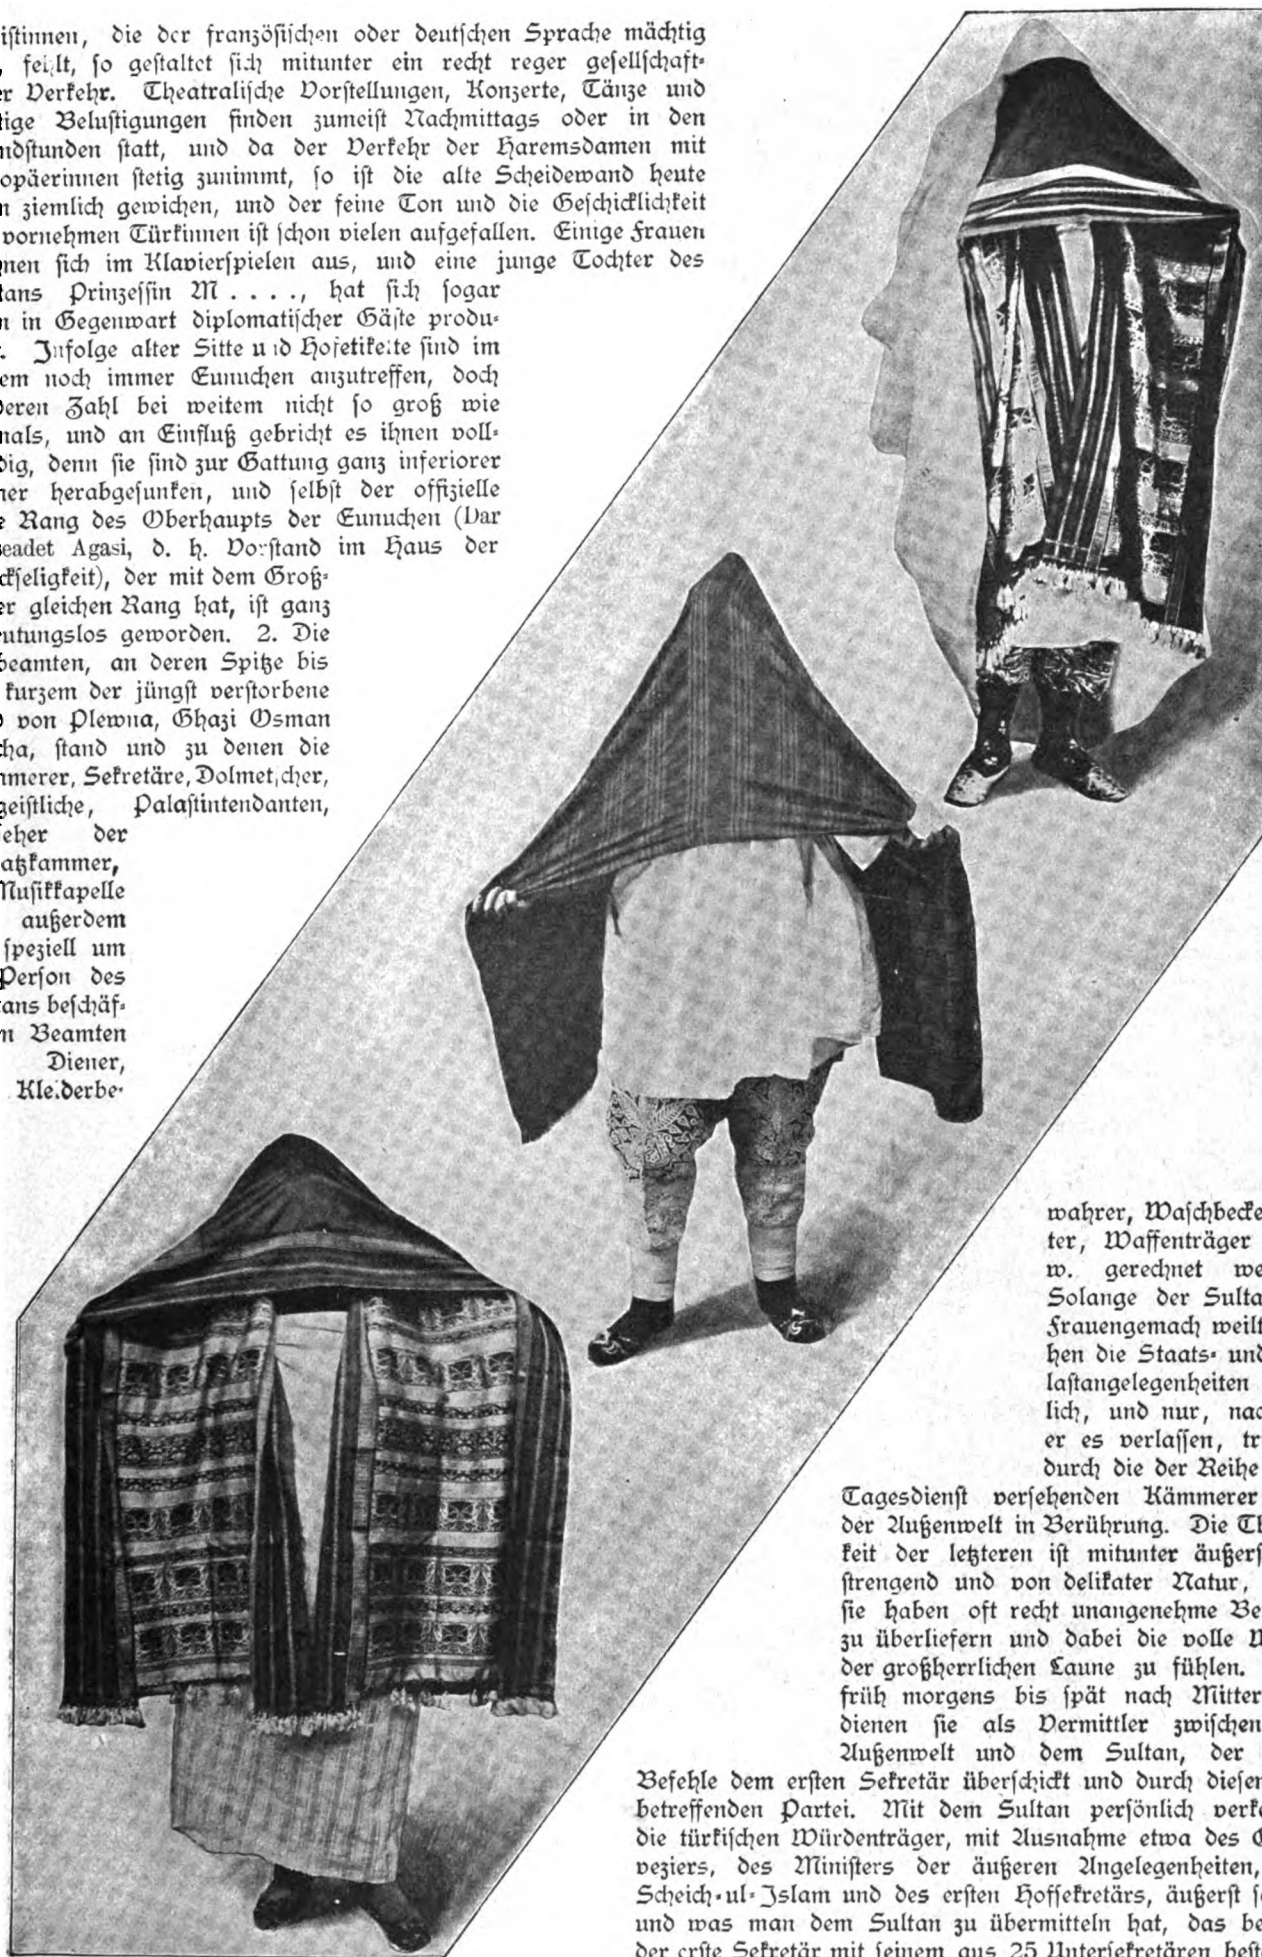 iſtinnen, die der franzöſiſchen oder deutſchen Sprache mächtig
fehlt, ſo geſtaltet ſich mitunter ein recht reger geſellſchaft-
er Verkehr. Theatraliſche Vorſtellungen, Konzerte, Tänze und
tige Beluſtigungen finden zumeiſt Nachmittags oder in den
ndſtunden ſtatt, und da der Verkehr der Haremsdamen mit
opäerinnen ſtetig zunimmt, ſo iſt die alte Scheidewand heute
n ziemlich gewichen, und der feine Ton und die Geſchicklichkeit
vornehmen Türkinnen iſt ſchon vielen aufgefallen. Einige Frauen
nen ſich im Klavierſpielen aus, und eine junge Tochter des
tans Prinzeſſin M . . . ., hat ſich ſogar
n in Gegenwart diplomatiſcher Gäſte produ-
. Infolge alter Sitte und Hofetikette ſind im
em noch immer Eunuchen anzutreffen, doch
deren Zahl bei weitem nicht ſo groß wie
nals, und an Einfluß gebricht es ihnen voll-
dig, denn ſie ſind zur Gattung ganz inferiorer
ner herabgeſunken, und ſelbſt der offizielle
e Rang des Oberhaupts der Eunuchen (Dar
eadet Agasi, d. h. Vorſtand im Haus der
ckſeligkeit), der mit dem Groß-
er gleichen Rang hat, iſt ganz
eutungslos geworden. 2. Die
beamten, an deren Spitze bis
kurzem der jüngſt verſtorbene
d von Plewna, Ghazi Osman
cha, ſtand und zu denen die
nmerer, Sekretäre, Dolmetſcher,
geiſtliche, Palaſtintendanten,
ſeher der
atzkammer,
Muſikkapelle
außerdem
ſpeziell um
Perſon des
tans beſchäf-
n Beamten
Diener,
Kleiderbe-
wahrer, Waſchbecke
ter, Waffenträger
w. gerechnet we
Solange der Sulta
Frauengemach weilt
hen die Staats- und
laſtangelegenheiten
lich, und nur, nac
er es verlaſſen, tr
durch die der Reihe
Tagesdienſt verſehenden Kämmerer
der Außenwelt in Berührung. Die Th
keit der letzteren iſt mitunter äußerſ
ſtrengend und von delikater Natur,
ſie haben oft recht unangenehme Be
zu überliefern und dabei die volle
der großherrlichen Laune zu fühlen.
früh morgens bis ſpät nach Mitter
dienen ſie als Vermittler zwiſchen
Außenwelt und dem Sultan, der
Befehle dem erſten Sekretär überſchickt und durch dieſen
betreffenden Partei. Mit dem Sultan perſönlich verke
die türkiſchen Würdenträger, mit Ausnahme etwa des G
veziers, des Miniſters der äußeren Angelegenheiten,
Scheich-ul-Islam und des erſten Hofſekretärs, äußerſt ſ
und was man dem Sultan zu übermitteln hat, das be
der erſte Sekretär mit ſeinem aus 25 Unterſekretären beſt